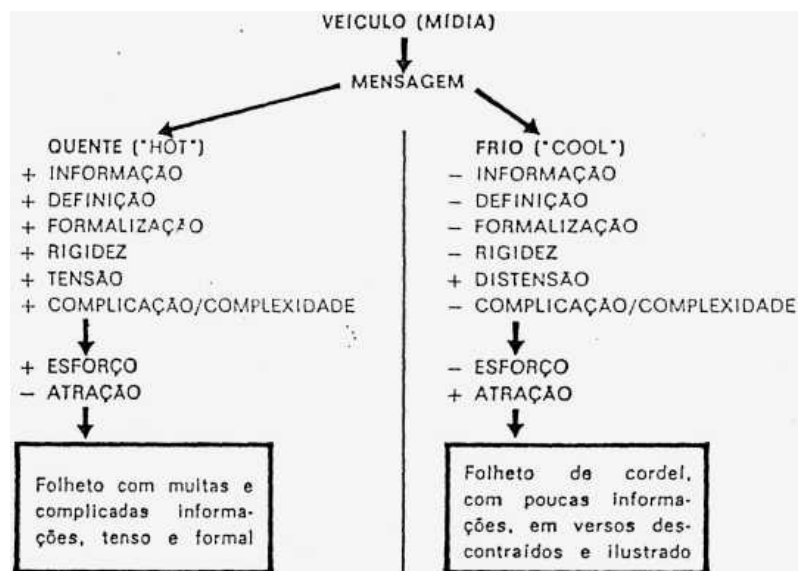 VEÍCULO (MÍDIA)
MENSAGEM
QUENTE ("HOT")
+ INFORMAÇÃO
+ DEFINIÇÃO
+ FORMALIZAÇÃO
+ RIGIDEZ
+ TENSÃO
+ COMPLICAÇÃO/COMPLEXIDADE
+ ESFORÇO
− ATRAÇÃO
Folheto com muitas e
complicadas informa-
ções, tenso e formal
FRIO ("COOL")
− INFORMAÇÃO
− DEFINIÇÃO
− FORMALIZAÇÃO
− RIGIDEZ
+ DISTENSÃO
− COMPLICAÇÃO/COMPLEXIDADE
− ESFORÇO
+ ATRAÇÃO
Folheto de cordel,
com poucas informa-
ções, em versos des-
contraídos e ilustrado